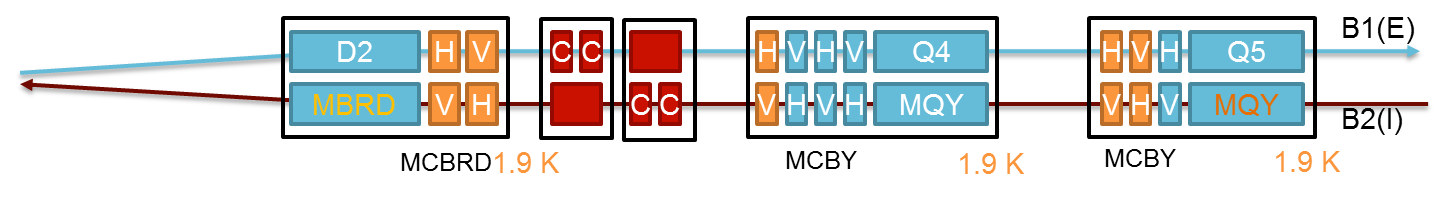 D2 H V C C H V H V Q4 H V H Q5 B1(E)
MBRD V H C C V H V H MQY V H V MQY B2(I)
MCBRD 1.9 K MCBY 1.9 K MCBY 1.9 K